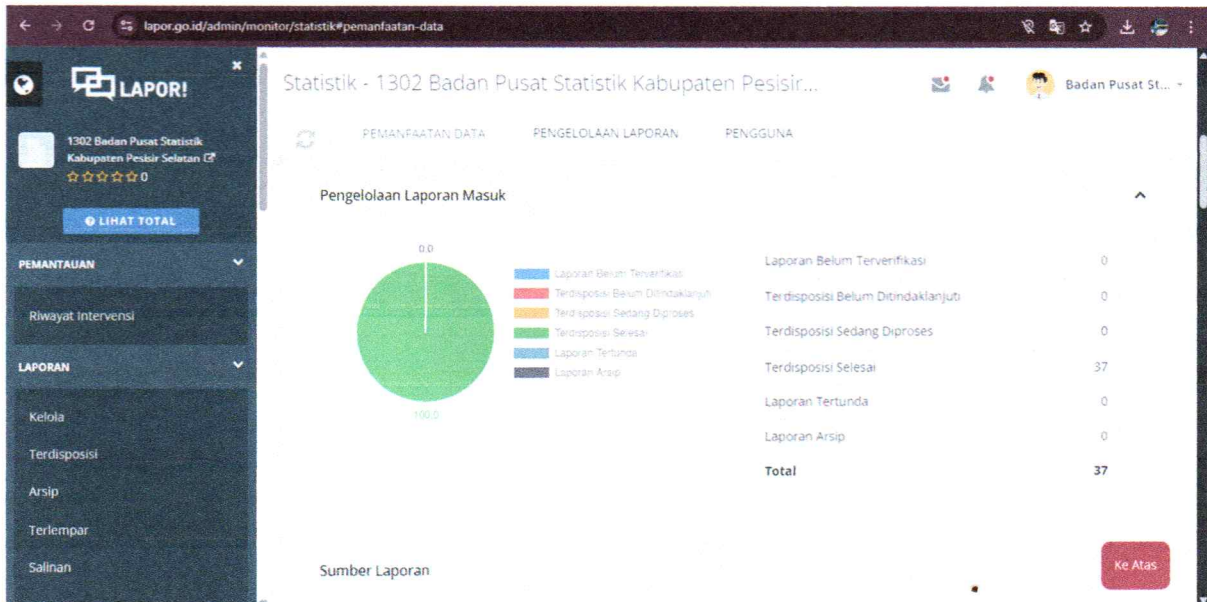 lapor.go.id/admin/monitor/statistik#pemanfaatan-data
LAPOR!
1302 Badan Pusat Statistik
Kabupaten Pesisir Selatan
0
LIHAT TOTAL
PEMANTAUAN
Riwayat Intervensi
LAPORAN
Kelola
Terdisposisi
Arsip
Terlempar
Salinan
Statistik - 1302 Badan Pusat Statistik Kabupaten Pesisir...
Badan Pusat St...
PEMANFAATAN DATA PENGELOLAAN LAPORAN PENGGUNA
Pengelolaan Laporan Masuk
0.0
100.0
Laporan Belum Terverifikasi
Terdisposisi Belum Ditindaklanjuti
Terdisposisi Sedang Diproses
Terdisposisi Selesai
Laporan Tertunda
Laporan Arsip
Laporan Belum Terverifikasi 0
Terdisposisi Belum Ditindaklanjuti 0
Terdisposisi Sedang Diproses 0
Terdisposisi Selesai 37
Laporan Tertunda 0
Laporan Arsip 0
Total 37
Sumber Laporan
Ke Atas